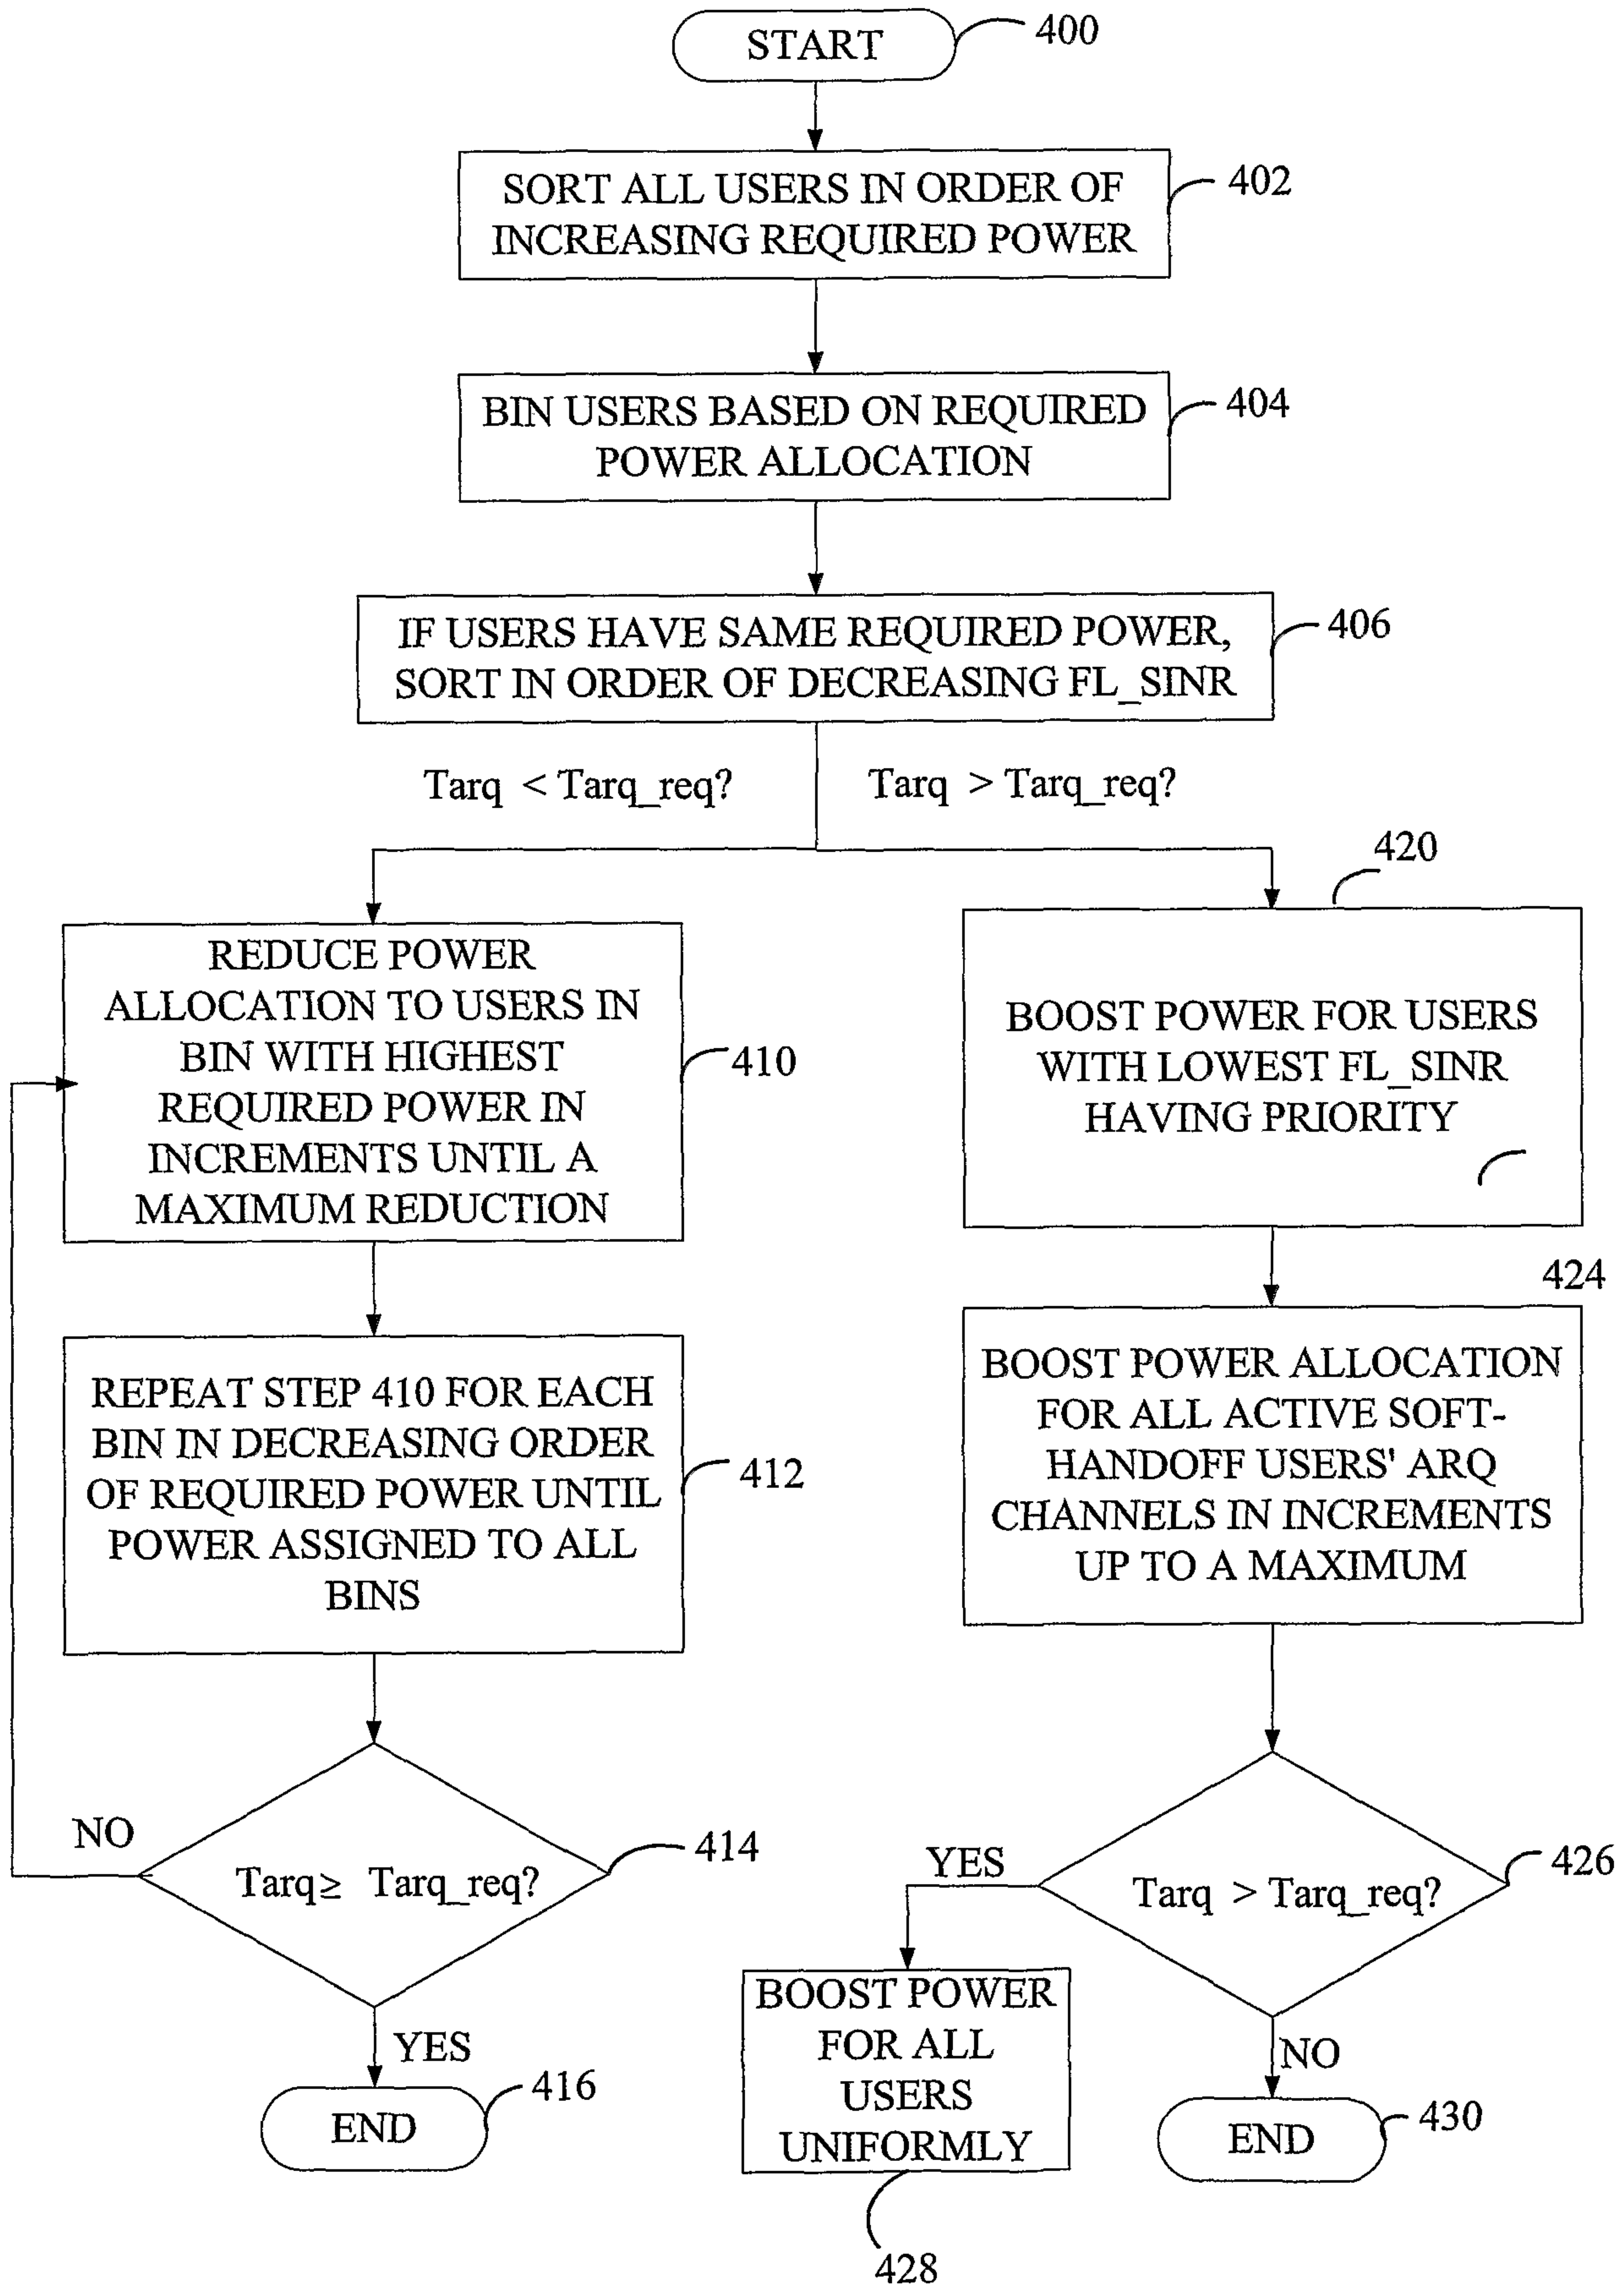 START
400
SORT ALL USERS IN ORDER OF
INCREASING REQUIRED POWER
402
BIN USERS BASED ON REQUIRED
POWER ALLOCATION
404
IF USERS HAVE SAME REQUIRED POWER,
SORT IN ORDER OF DECREASING FL_SINR
406
Tarq < Tarq_req?
Tarq > Tarq_req?
REDUCE POWER
ALLOCATION TO USERS IN
BIN WITH HIGHEST
REQUIRED POWER IN
INCREMENTS UNTIL A
MAXIMUM REDUCTION
410
REPEAT STEP 410 FOR EACH
BIN IN DECREASING ORDER
OF REQUIRED POWER UNTIL
POWER ASSIGNED TO ALL
BINS
412
NO
Tarq≥ Tarq_req?
414
YES
END
416
420
BOOST POWER FOR USERS
WITH LOWEST FL_SINR
HAVING PRIORITY
424
BOOST POWER ALLOCATION
FOR ALL ACTIVE SOFT-
HANDOFF USERS' ARQ
CHANNELS IN INCREMENTS
UP TO A MAXIMUM
YES
Tarq > Tarq_req?
426
BOOST POWER
FOR ALL
USERS
UNIFORMLY
428
NO
END
430